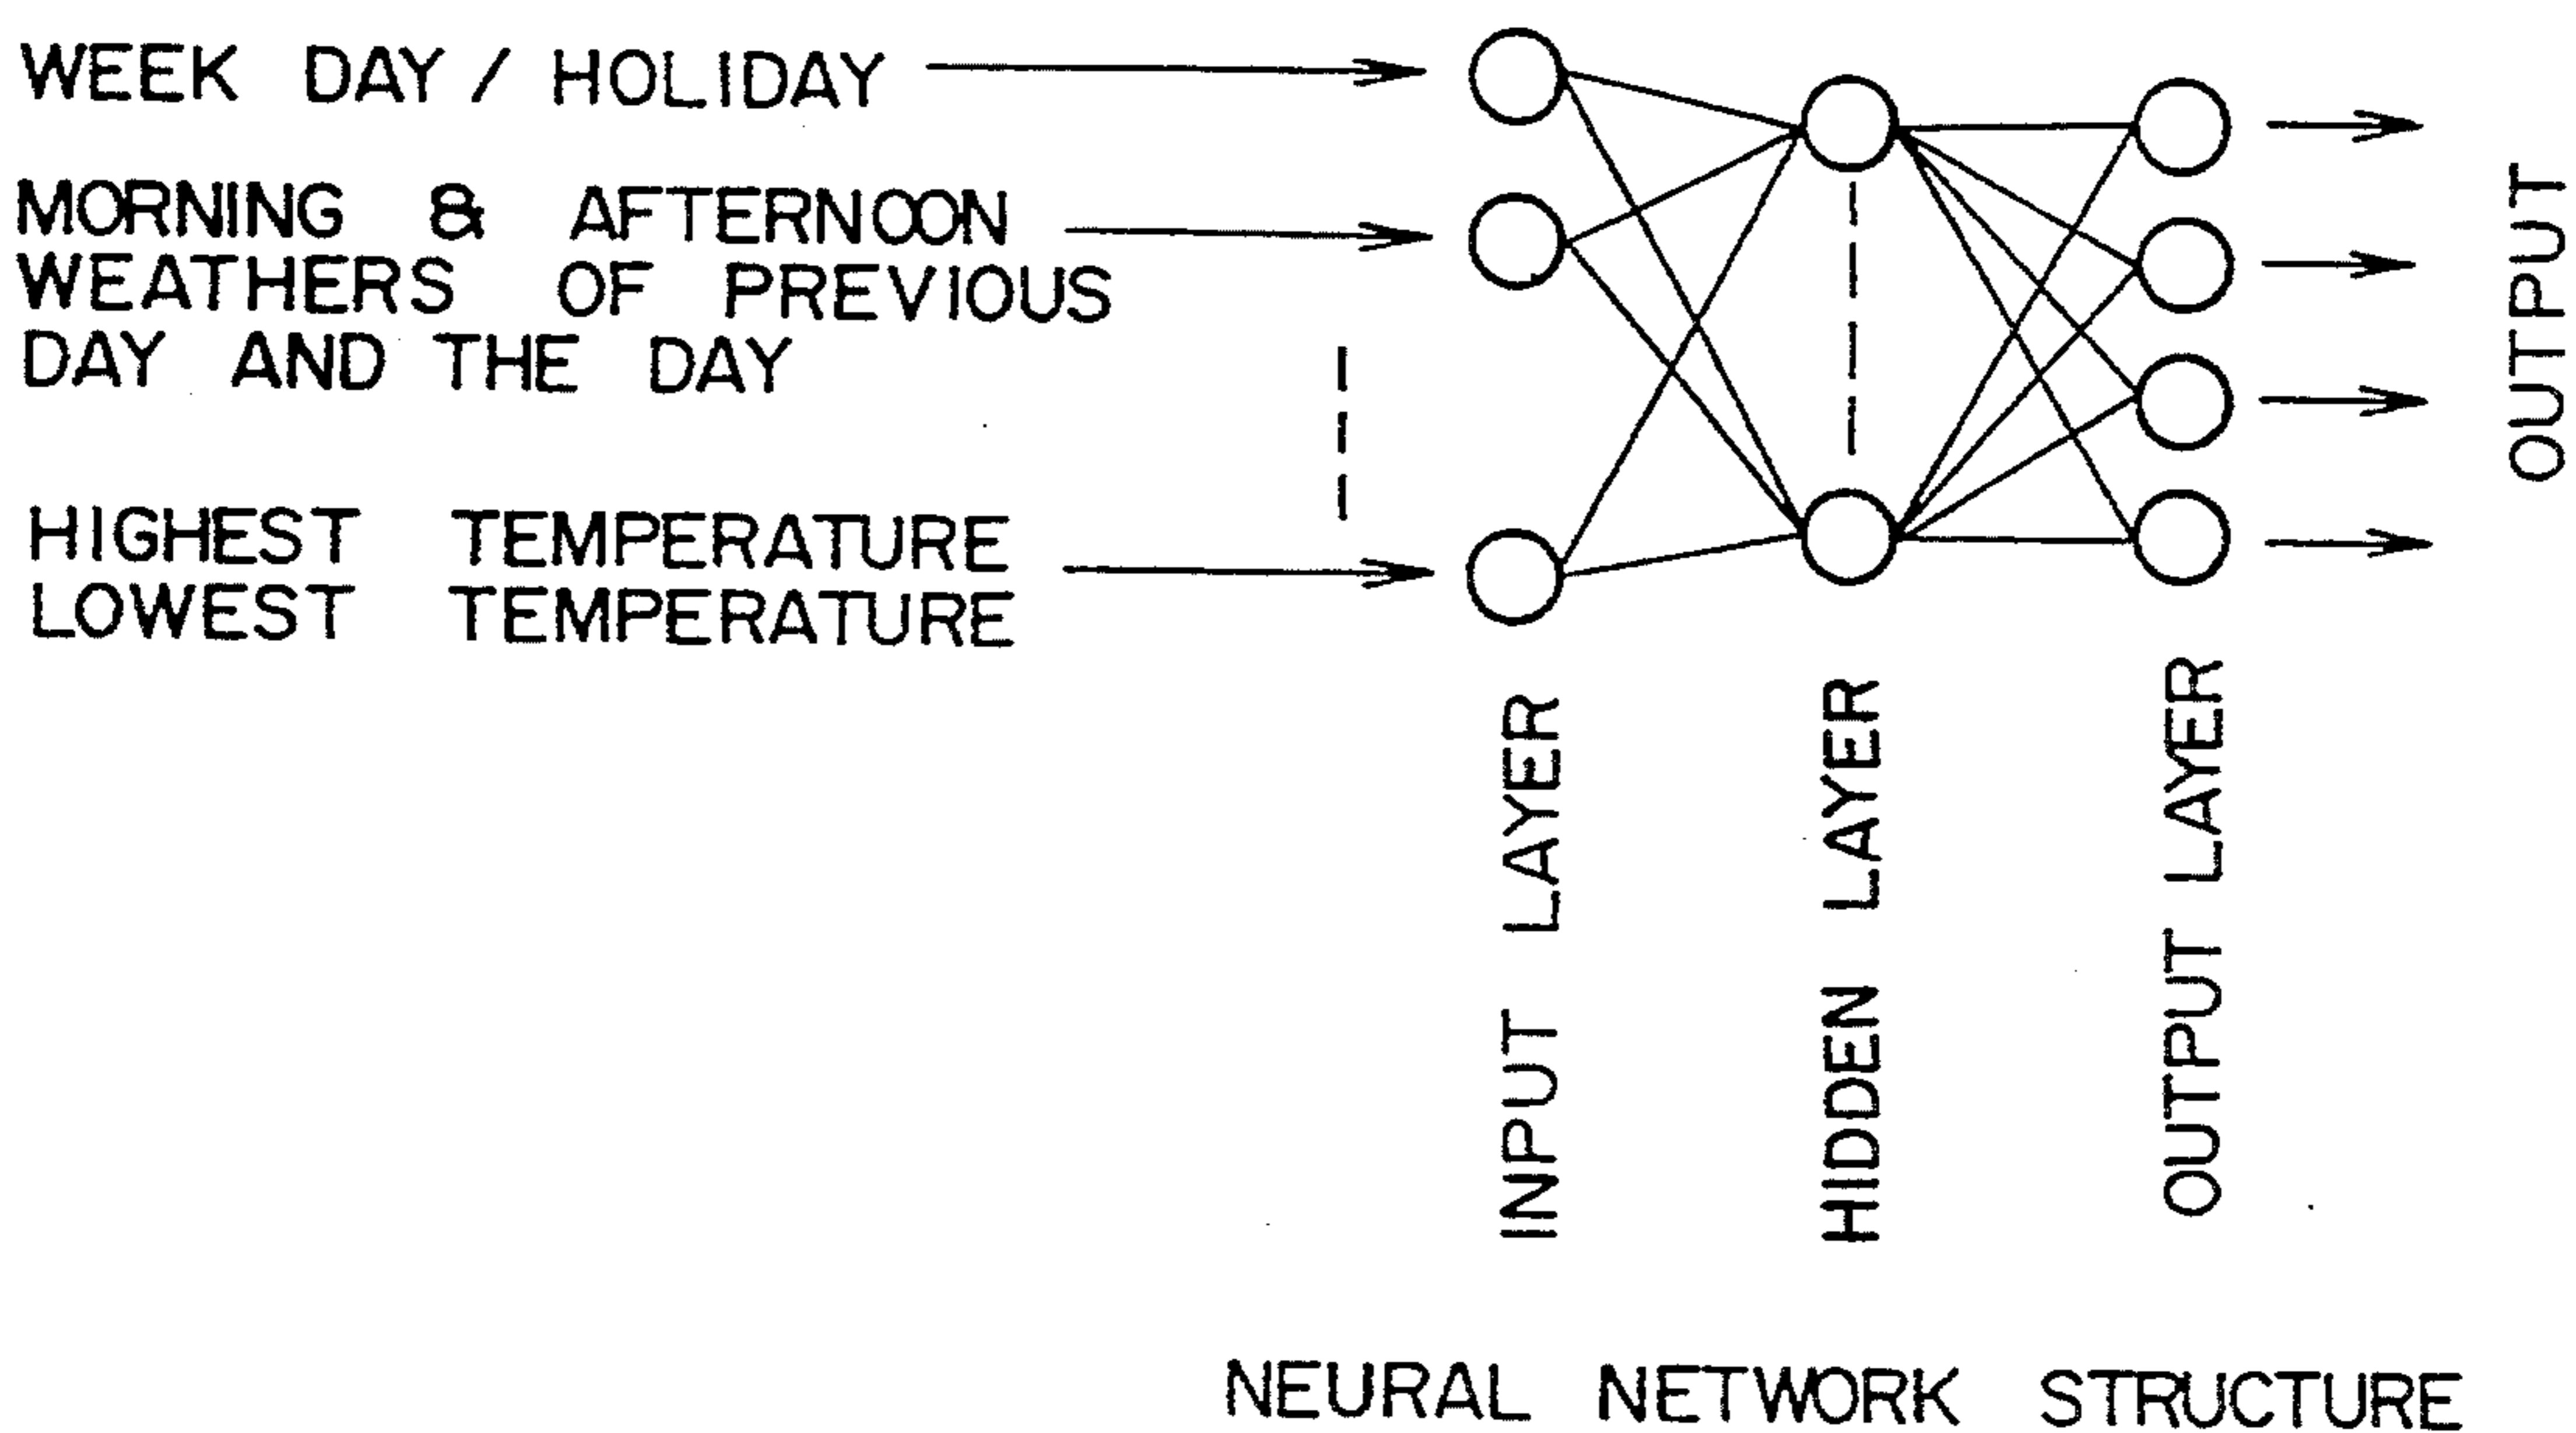 WEEK DAY / HOLIDAY
MORNING & AFTERNOON
WEATHERS OF PREVIOUS
DAY AND THE DAY
HIGHEST TEMPERATURE
LOWEST TEMPERATURE
INPUT LAYER
HIDDEN LAYER
OUTPUT LAYER
OUTPUT
NEURAL NETWORK STRUCTURE